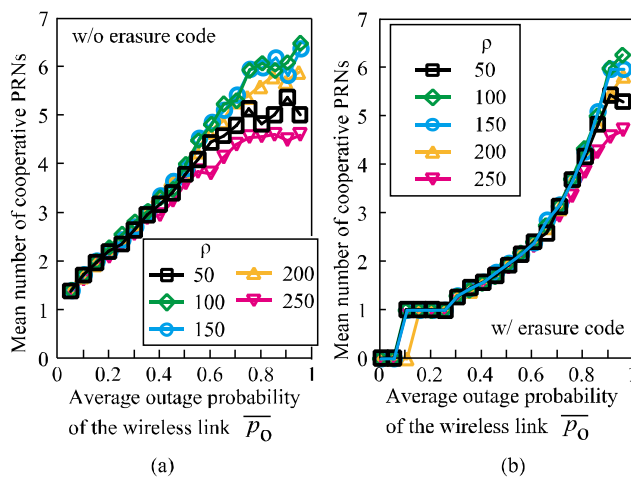 (a)
w/o erasure code
Mean number of cooperative PRNs
7
6
5
4
3
2
1
0
ρ
50
100
150
200
250
0 0.2 0.4 0.6 0.8 1
Average outage probability
of the wireless link p̅o
(a)
(b)
ρ
50
100
150
200
250
Mean number of cooperative PRNs
7
6
5
4
3
2
1
0
w/ erasure code
0 0.2 0.4 0.6 0.8 1
Average outage probability
of the wireless link p̅o
(b)